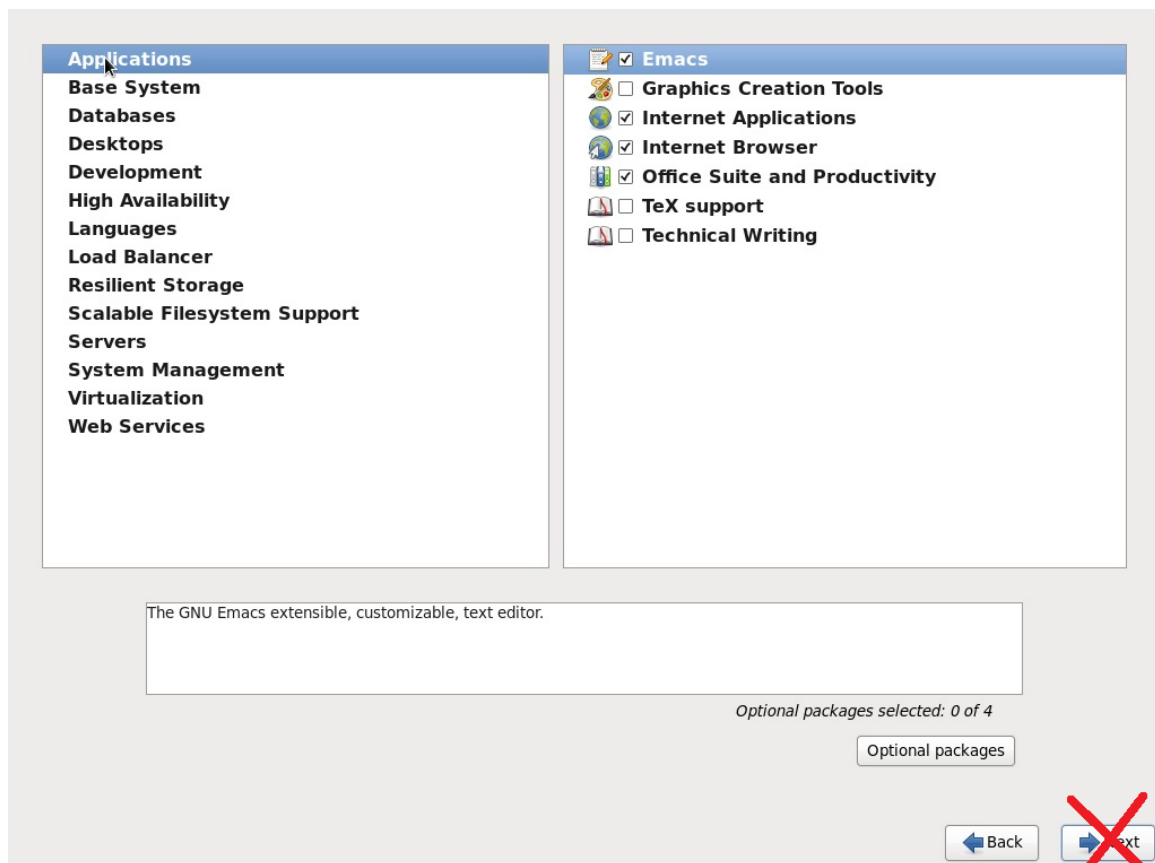 Applications
Base System
Databases
Desktops
Development
High Availability
Languages
Load Balancer
Resilient Storage
Scalable Filesystem Support
Servers
System Management
Virtualization
Web Services
Emacs
Graphics Creation Tools
Internet Applications
Internet Browser
Office Suite and Productivity
TeX support
Technical Writing
The GNU Emacs extensible, customizable, text editor.
Optional packages selected: 0 of 4
Optional packages
Back